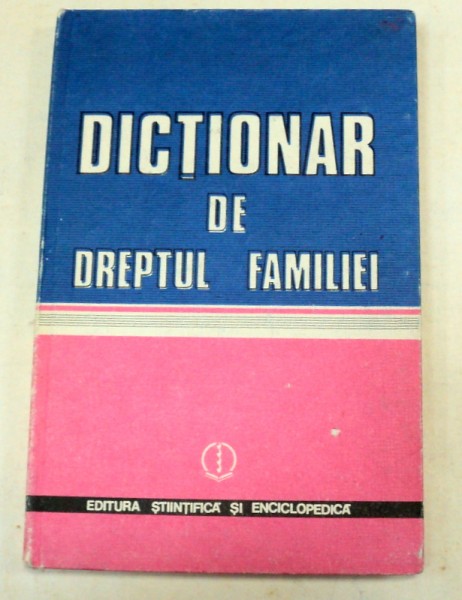 DICȚIONAR
DE
DREPTUL FAMILIEI
EDITURA ȘTIINȚIFICĂ ȘI ENCICLOPEDICĂ